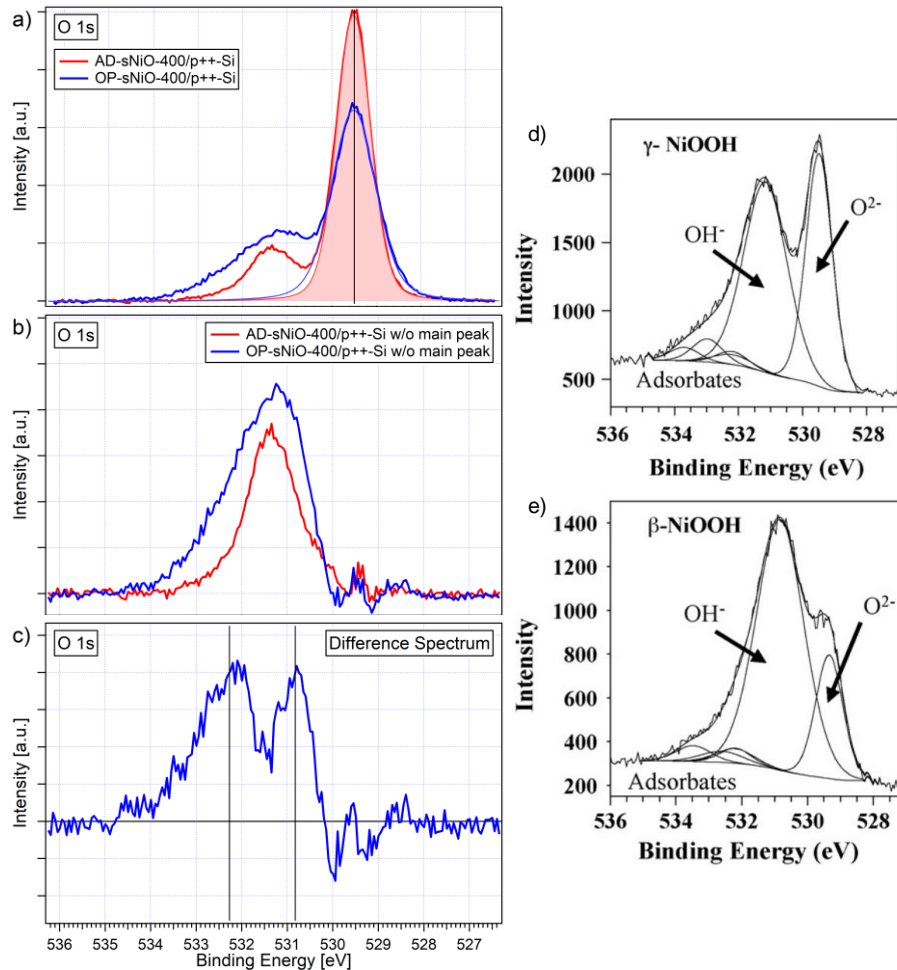 a)
O 1s
AD-sNiO-400/p++-Si
OP-sNiO-400/p++-Si
Intensity [a.u.]
b)
O 1s
AD-sNiO-400/p++-Si w/o main peak
OP-sNiO-400/p++-Si w/o main peak
Intensity [a.u.]
c)
O 1s
Difference Spectrum
Intensity [a.u.]
536 535 534 533 532 531 530 529 528 527
Binding Energy [eV]
d)
γ- NiOOH
OH-
O2-
Adsorbates
2000
1500
1000
500
Intensity
536 534 532 530 528
Binding Energy (eV)
e)
β-NiOOH
OH-
O2-
Adsorbates
1400
1200
1000
800
600
400
200
Intensity
536 534 532 530 528
Binding Energy (eV)